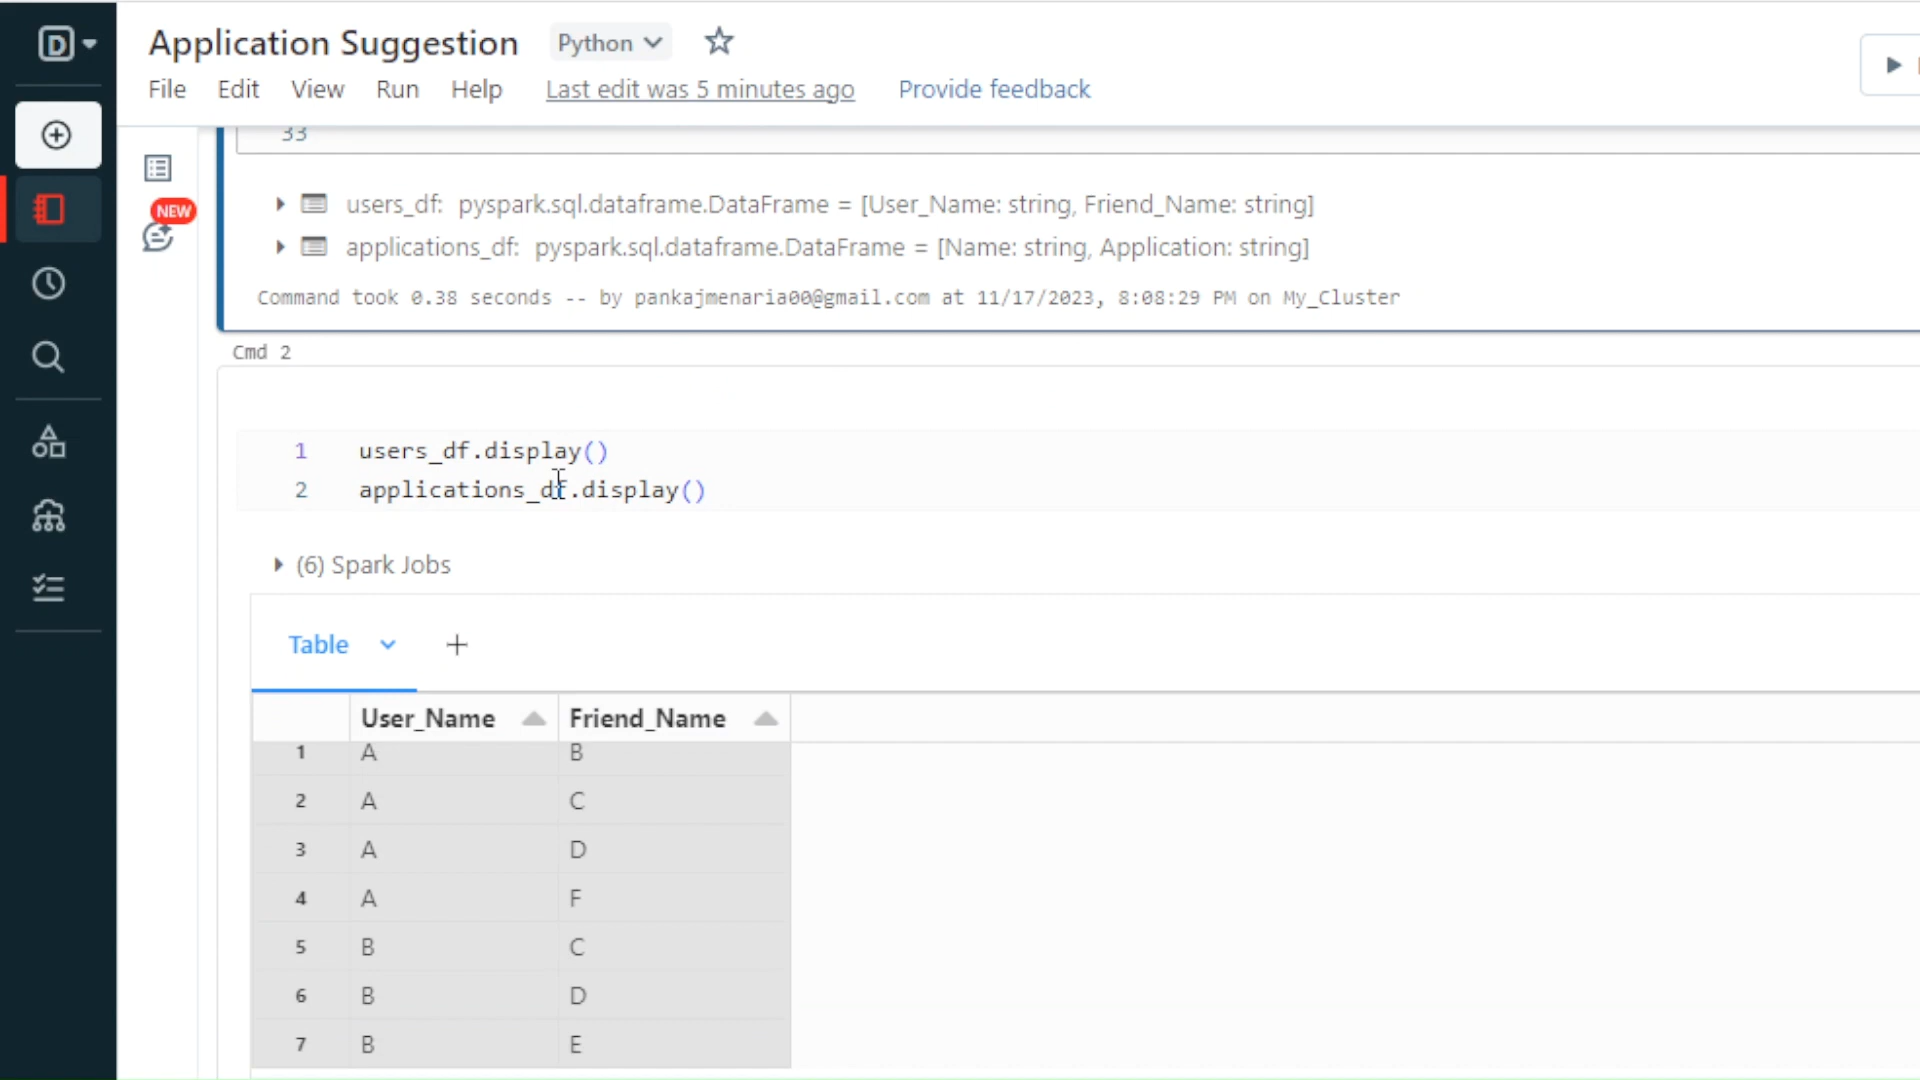 Application Suggestion Python
File Edit View Run Help Last edit was 5 minutes ago Provide feedback
33
NEW
users_df: pyspark.sql.dataframe.DataFrame = [User_Name: string, Friend_Name: string]
applications_df: pyspark.sql.dataframe.DataFrame = [Name: string, Application: string]
Command took 0.38 seconds -- by pankajmenaria00@gmail.com at 11/17/2023, 8:08:29 PM on My_Cluster
Cmd 2
1 users_df.display()
2 applications_df.display()
(6) Spark Jobs
Table +
User_Name Friend_Name
1 A B
2 A C
3 A D
4 A F
5 B C
6 B D
7 B E